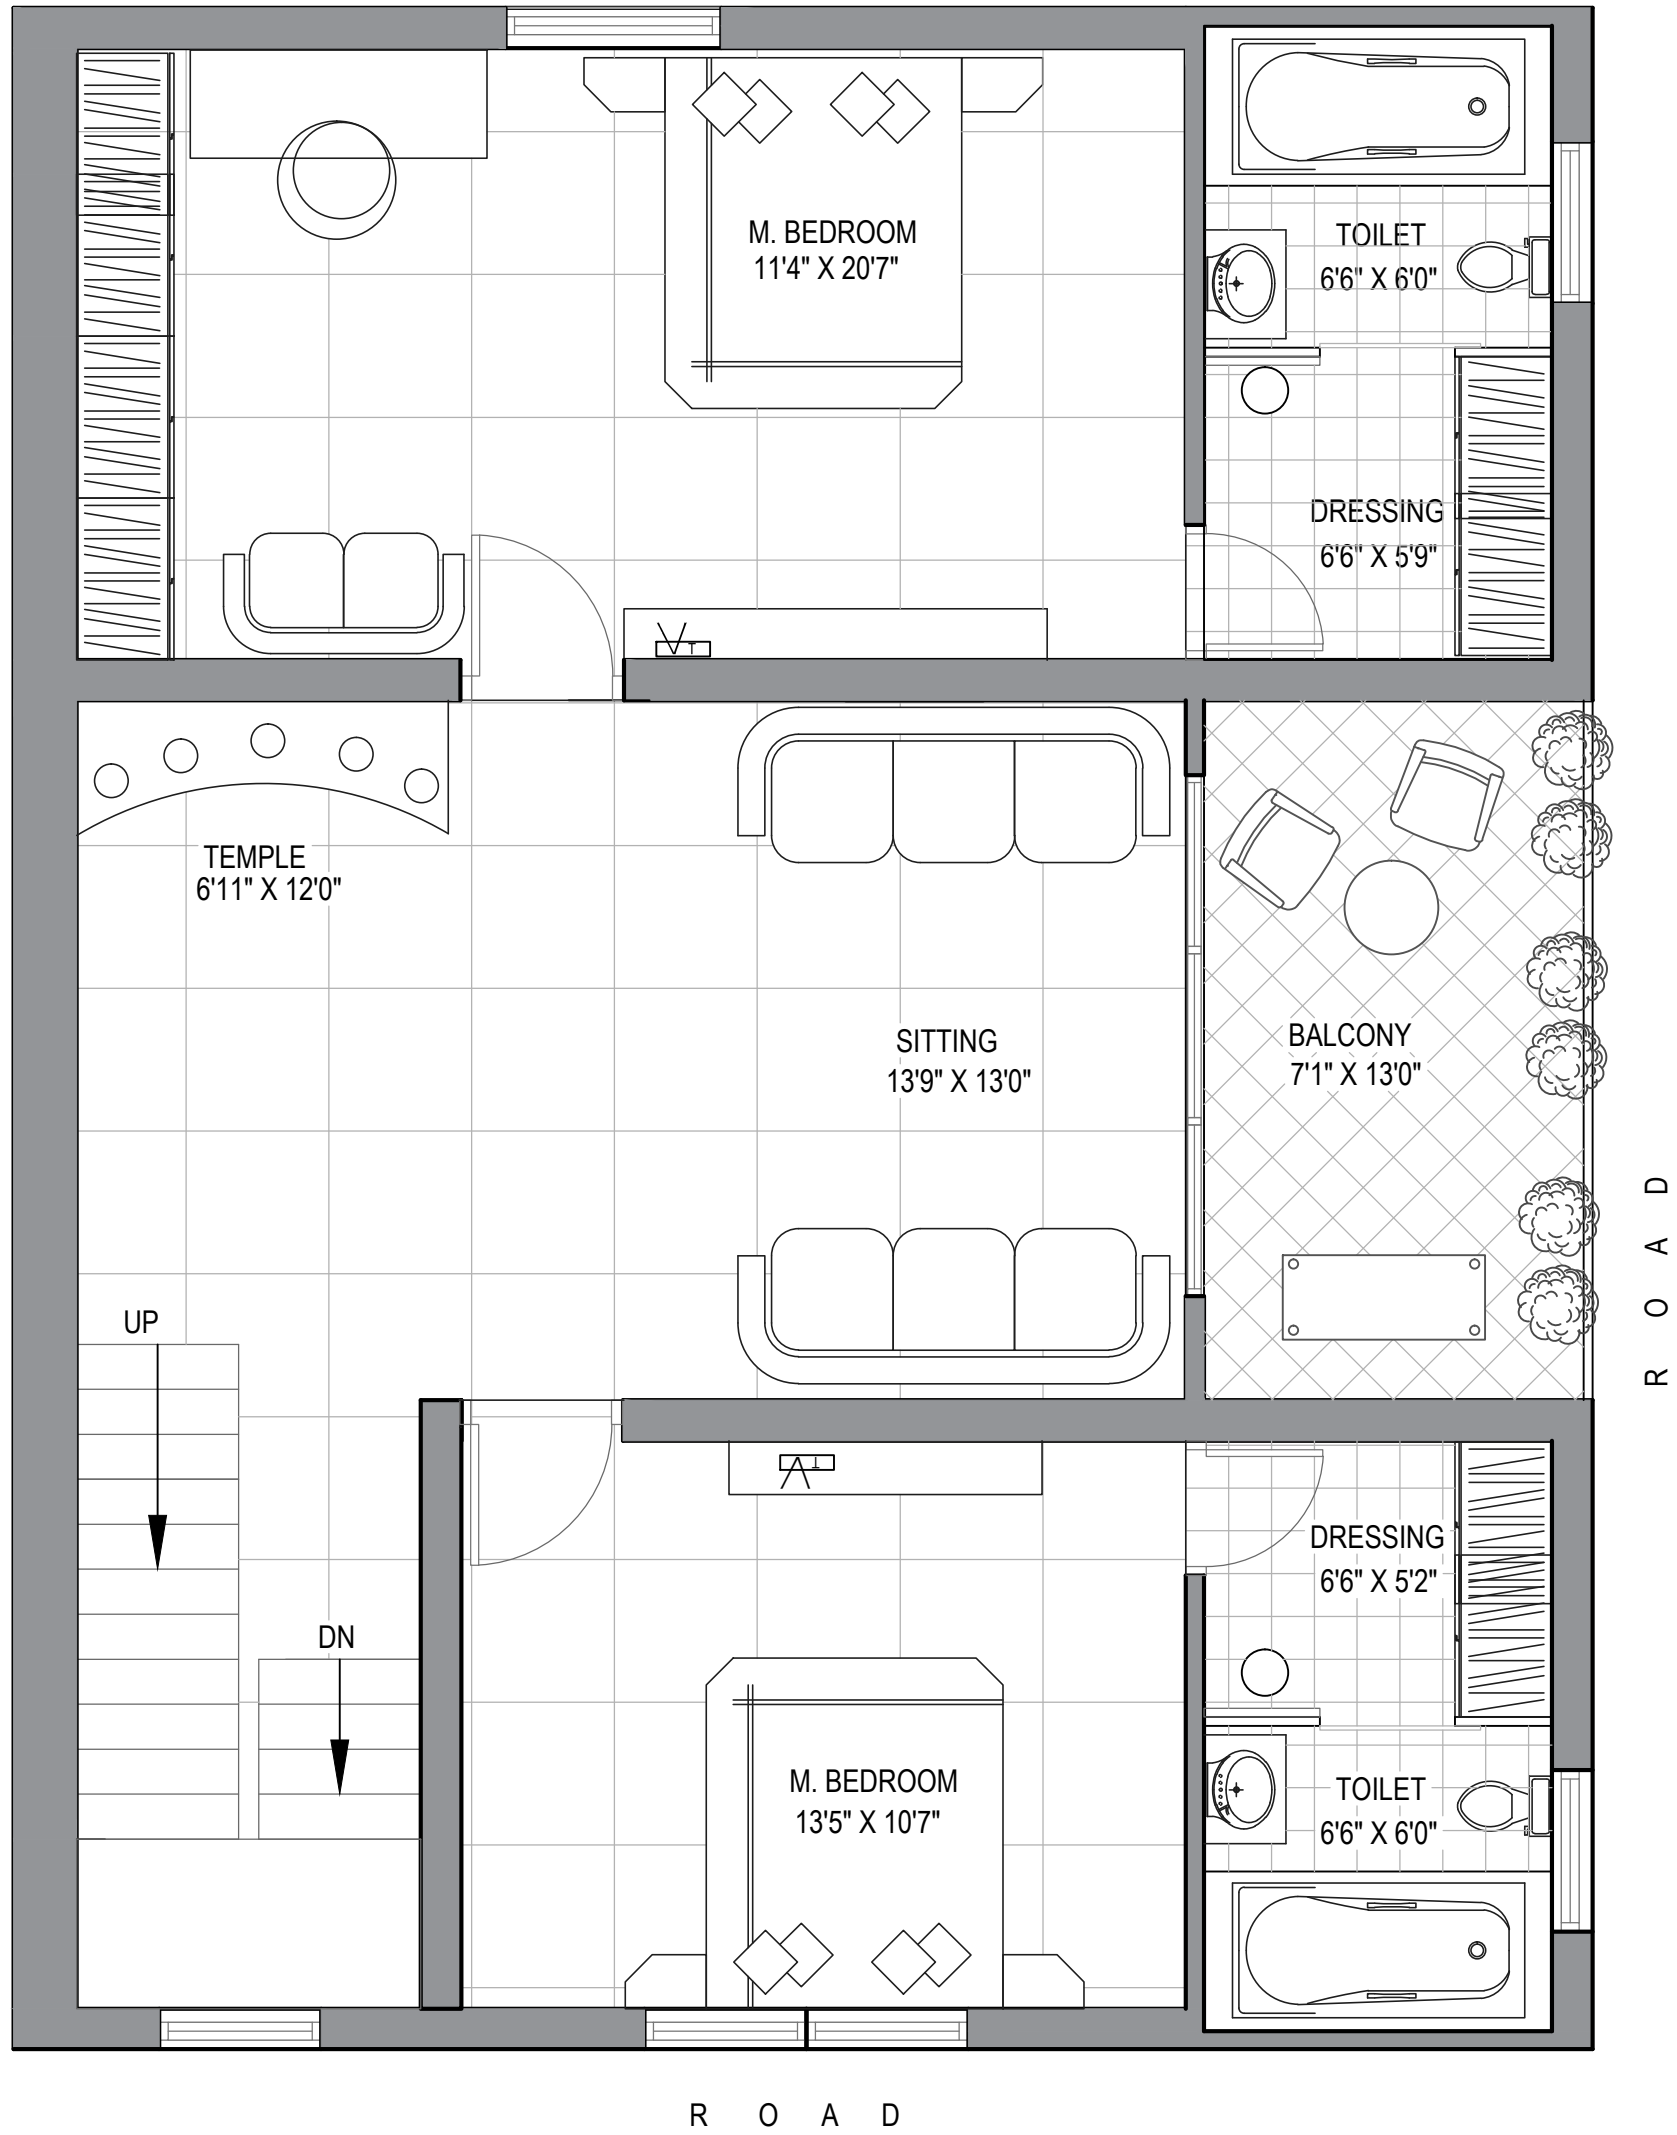 M. BEDROOM
11'4" X 20'7"
TOILET
6'6" X 6'0"
DRESSING
6'6" X 5'9"
T
TEMPLE
6'11" X 12'0"
SITTING
13'9" X 13'0"
BALCONY
7'1" X 13'0"
ROAD
UP
T
DRESSING
6'6" X 5'2"
DN
M. BEDROOM
13'5" X 10'7"
TOILET
6'6" X 6'0"
ROAD